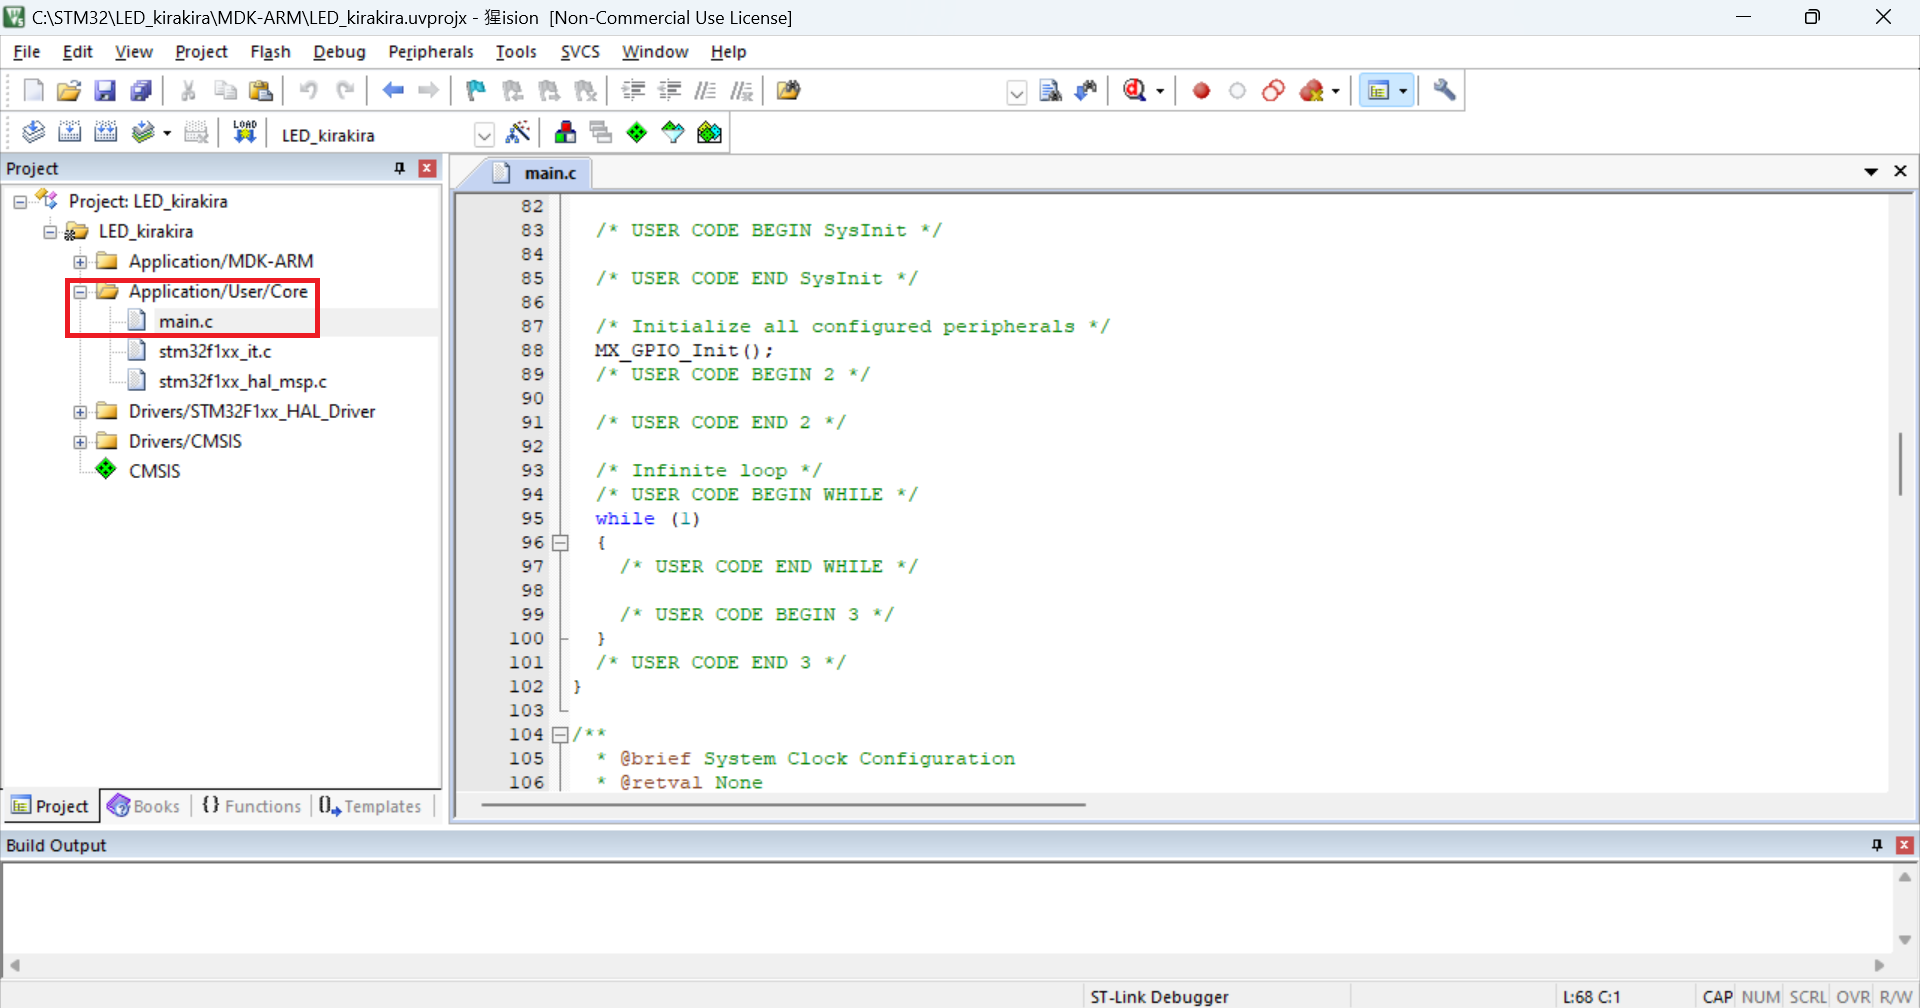 C:\STM32\LED_kirakira\MDK-ARM\LED_kirakira.uvprojx - 猩ision [Non-Commercial Use License]
File Edit View Project Flash Debug Peripherals Tools SVCS Window Help
LOAD
LED_kirakira
Project
main.c
Project: LED_kirakira
LED_kirakira
Application/MDK-ARM
Application/User/Core
main.c
stm32f1xx_it.c
stm32f1xx_hal_msp.c
Drivers/STM32F1xx_HAL_Driver
Drivers/CMSIS
CMSIS
82
83 /* USER CODE BEGIN SysInit */
84
85 /* USER CODE END SysInit */
86
87 /* Initialize all configured peripherals */
88 MX_GPIO_Init();
89 /* USER CODE BEGIN 2 */
90
91 /* USER CODE END 2 */
92
93 /* Infinite loop */
94 /* USER CODE BEGIN WHILE */
95 while (1)
96 {
97 /* USER CODE END WHILE */
98
99 /* USER CODE BEGIN 3 */
100 }
101 /* USER CODE END 3 */
102 }
103
104 /**
105 * @brief System Clock Configuration
106 * @retval None
Project Books {} Functions Templates
Build Output
ST-Link Debugger L:68 C:1 CAP NUM SCRL OVR R/W